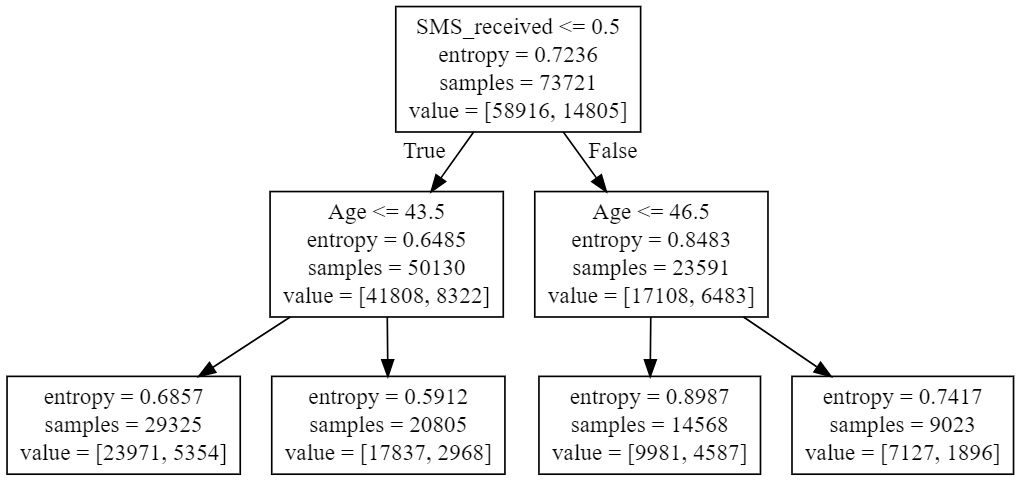 SMS_received <= 0.5
entropy = 0.7236
samples = 73721
value = [58916, 14805]
True
False
Age <= 43.5
entropy = 0.6485
samples = 50130
value = [41808, 8322]
Age <= 46.5
entropy = 0.8483
samples = 23591
value = [17108, 6483]
entropy = 0.6857
samples = 29325
value = [23971, 5354]
entropy = 0.5912
samples = 20805
value = [17837, 2968]
entropy = 0.8987
samples = 14568
value = [9981, 4587]
entropy = 0.7417
samples = 9023
value = [7127, 1896]